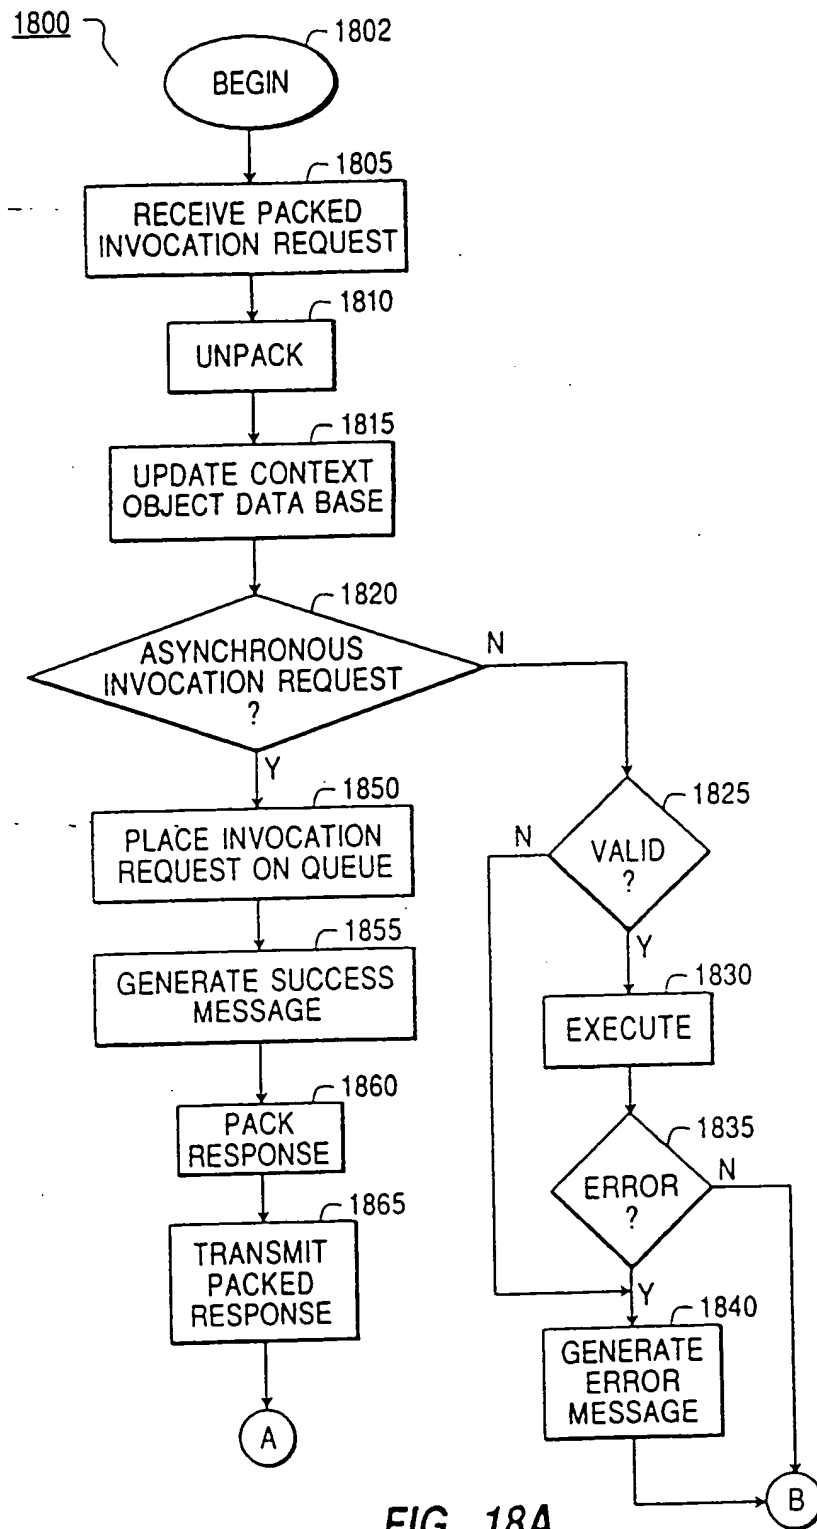 1800
1802
BEGIN
1805
RECEIVE PACKED
INVOCATION REQUEST
1810
UNPACK
1815
UPDATE CONTEXT
OBJECT DATA BASE
1820
ASYNCHRONOUS
INVOCATION REQUEST
?
N
Y
1825
VALID
?
N
Y
1850
PLACE INVOCATION
REQUEST ON QUEUE
1855
GENERATE SUCCESS
MESSAGE
1830
EXECUTE
1860
PACK
RESPONSE
1835
ERROR
?
N
Y
1865
TRANSMIT
PACKED
RESPONSE
1840
GENERATE
ERROR
MESSAGE
A
B
FIG. 18A